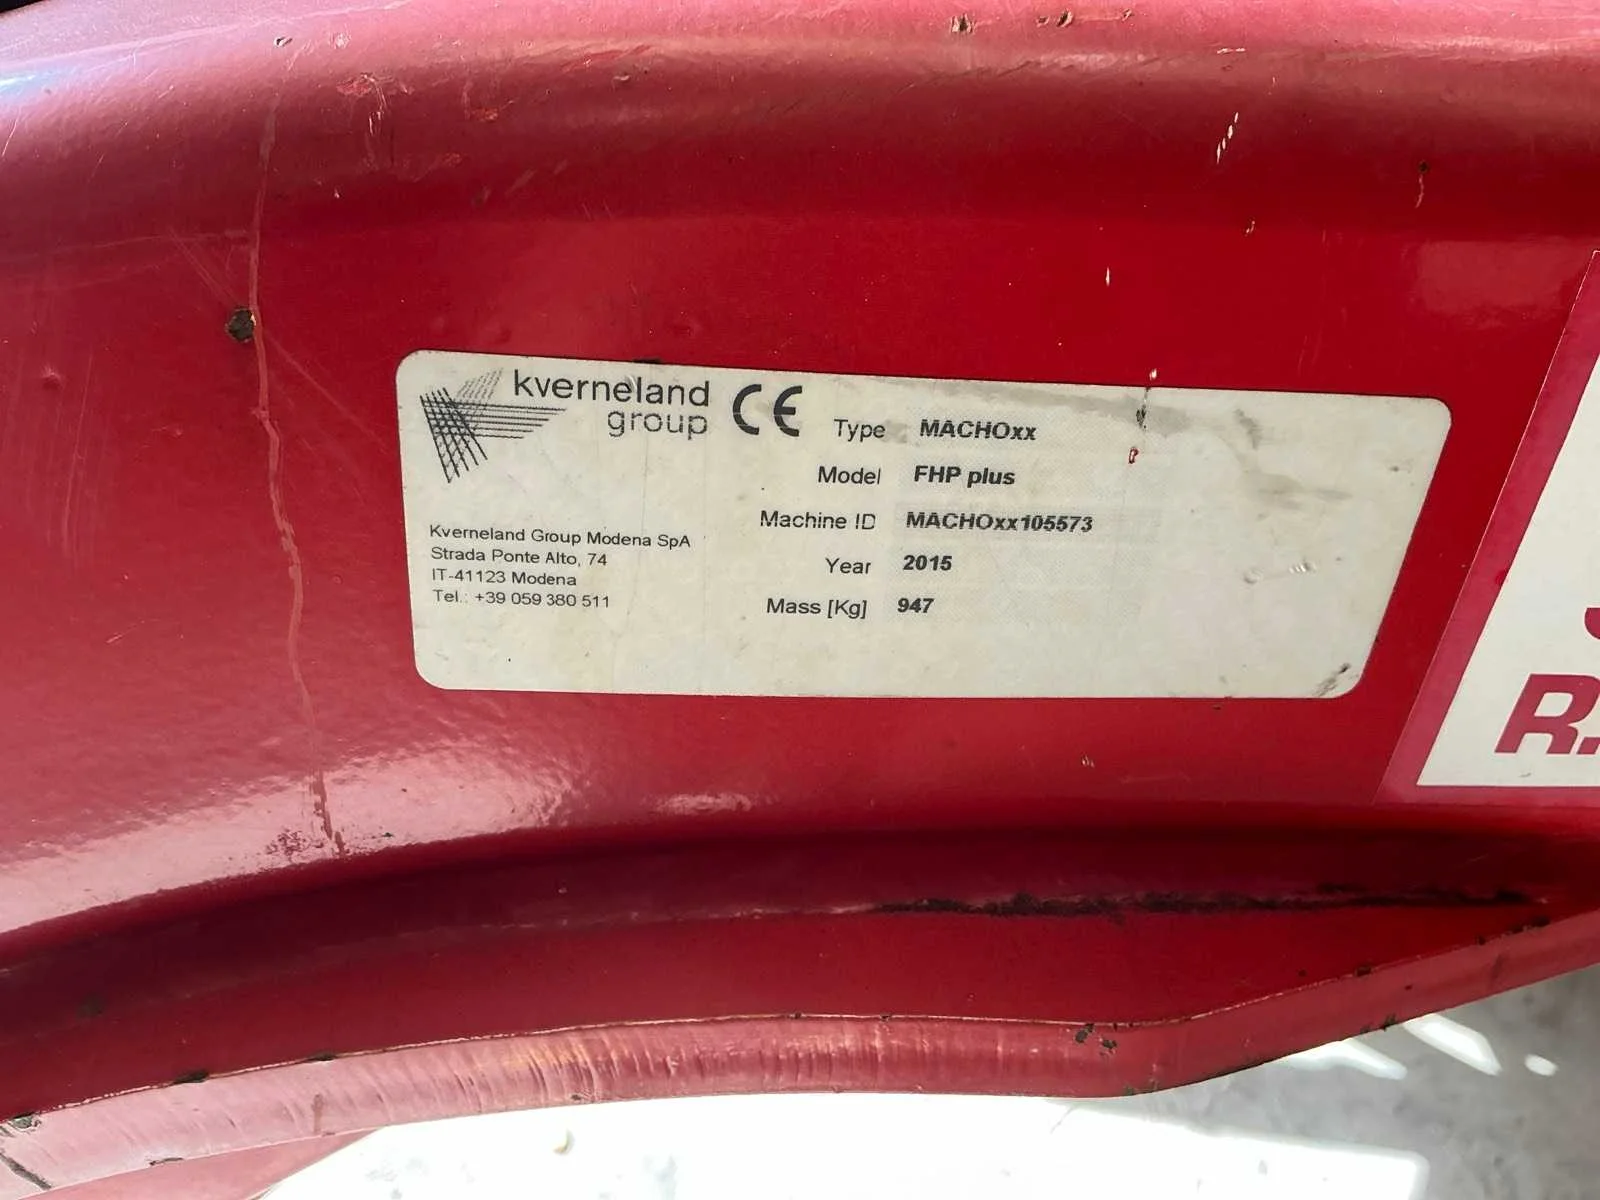 kverneland
group
CE
Kverneland Group Modena SpA
Strada Ponte Alto, 74
IT-41123 Modena
Tel.: +39 059 380 511
Type MACHOxx
Model FHP plus
Machine ID MACHOxx105573
Year 2015
Mass [Kg] 947
R.